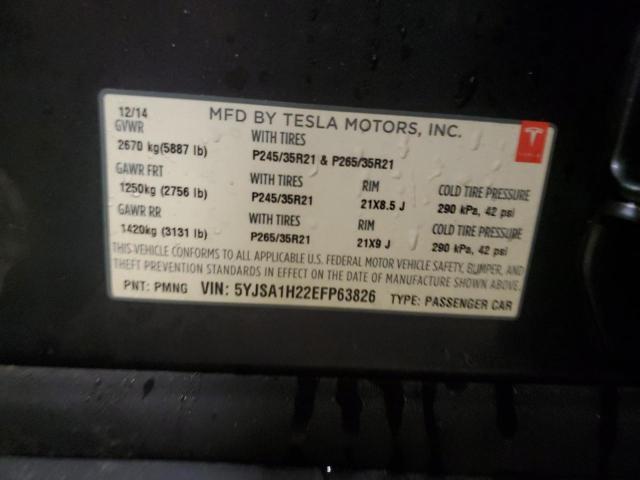 12/14 MFD BY TESLA MOTORS, INC.
GVWR WITH TIRES
2670 kg(5887 lb) P245/35R21 & P265/35R21
GAWR FRT WITH TIRES RIM COLD TIRE PRESSURE
1250kg (2756 lb) P245/35R21 21X8.5 J 290 kPa, 42 psi
GAWR RR WITH TIRES RIM COLD TIRE PRESSURE
1420kg (3131 lb) P265/35R21 21X9 J 290 kPa, 42 psi
THIS VEHICLE CONFORMS TO ALL APPLICABLE U.S. FEDERAL MOTOR VEHICLE SAFETY, BUMPER, AND
THEFT PREVENTION STANDARDS IN EFFECT ON THE DATE OF MANUFACTURE SHOWN ABOVE.
PNT: PMNG VIN: 5YJSA1H22EFP63826 TYPE: PASSENGER CAR